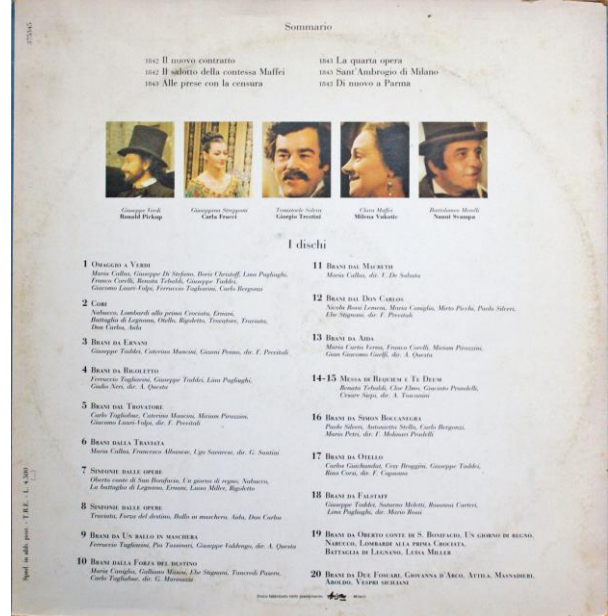 Sommario
1842 Il nuovo contratto
1842 Il salotto della contessa Maffei
1843 Alle prese con la censura
1843 La quarta opera
1843 Sant'Ambrogio di Milano
1843 Di nuovo a Parma
Giuseppe Verdi
Ronald Pickup
Giuseppina Strepponi
Carla Fracci
Temistocle Solera
Giorgio Trestini
Clara Maffei
Milena Vukotic
Bartolomeo Merelli
Nanni Svampa
I dischi
1 OMAGGIO A VERDI
Maria Callas, Giuseppe Di Stefano, Boris Christoff, Lina Pagliughi,
Franco Corelli, Renata Tebaldi, Giuseppe Taddei,
Giacomo Lauri-Volpi, Ferruccio Tagliavini, Carlo Bergonzi
2 CORI
Nabucco, Lombardi alla prima Crociata, Ernani,
Battaglia di Legnano, Otello, Rigoletto, Trovatore, Traviata,
Don Carlos, Aida
3 BRANI DA ERNANI
Giuseppe Taddei, Caterina Mancini, Gianni Penno, dir. F. Previtali
4 BRANI DA RIGOLETTO
Ferruccio Tagliavini, Giuseppe Taddei, Lina Pagliughi,
Giulio Neri, dir. A. Questa
5 BRANI DAL TROVATORE
Carlo Tagliabue, Caterina Mancini, Miriam Pirazzini,
Giacomo Lauri-Volpi, dir. F. Previtali
6 BRANI DALLA TRAVIATA
Maria Callas, Francesco Albanese, Ugo Savarese, dir. G. Santini
7 SINFONIE DALLE OPERE
Oberto conte di San Bonifacio, Un giorno di regno, Nabucco,
La battaglia di Legnano, Ernani, Luisa Miller, Rigoletto
8 SINFONIE DALLE OPERE
Traviata, Forza del destino, Ballo in maschera, Aida, Don Carlos
9 BRANI DA UN BALLO IN MASCHERA
Ferruccio Tagliavini, Pia Tassinari, Giuseppe Valdengo, dir. A. Questa
10 BRANI DALLA FORZA DEL DESTINO
Maria Caniglia, Galliano Masini, Ebe Stignani, Tancredi Pasero,
Carlo Tagliabue, dir. G. Marinuzzi
11 BRANI DAL MACBETH
Maria Callas, dir. V. De Sabata
12 BRANI DAL DON CARLOS
Nicola Rossi Lemeni, Maria Caniglia, Mirto Picchi, Paolo Silveri,
Ebe Stignani, dir. F. Previtali
13 BRANI DA AIDA
Maria Curtis Verna, Franco Corelli, Miriam Pirazzini,
Gian Giacomo Guelfi, dir. A. Questa
14-15 MESSA DI REQUIEM E TE DEUM
Renata Tebaldi, Cloe Elmo, Giacinto Prandelli,
Cesare Siepi, dir. A. Toscanini
16 BRANI DA SIMON BOCCANEGRA
Paolo Silveri, Antonietta Stella, Carlo Bergonzi,
Mario Petri, dir. F. Molinari Pradelli
17 BRANI DA OTELLO
Carlos Guichandut, Cesy Broggini, Giuseppe Taddei,
Rina Corsi, dir. F. Capuana
18 BRANI DA FALSTAFF
Giuseppe Taddei, Saturno Meletti, Rosanna Carteri,
Lina Pagliughi, dir. Mario Rossi
19 BRANI DA OBERTO CONTE DI S. BONIFACIO, UN GIORNO DI REGNO,
NABUCCO, LOMBARDI ALLA PRIMA CROCIATA,
BATTAGLIA DI LEGNANO, LUISA MILLER
20 BRANI DA DUE FOSCARI, GIOVANNA D'ARCO, ATTILA, MASNADIERI,
AROLDO, VESPRI SICILIANI
Sped. in abb. post. - T.B.E. - L. 4.500
Disco fabbricato nello stabilimento
Milano